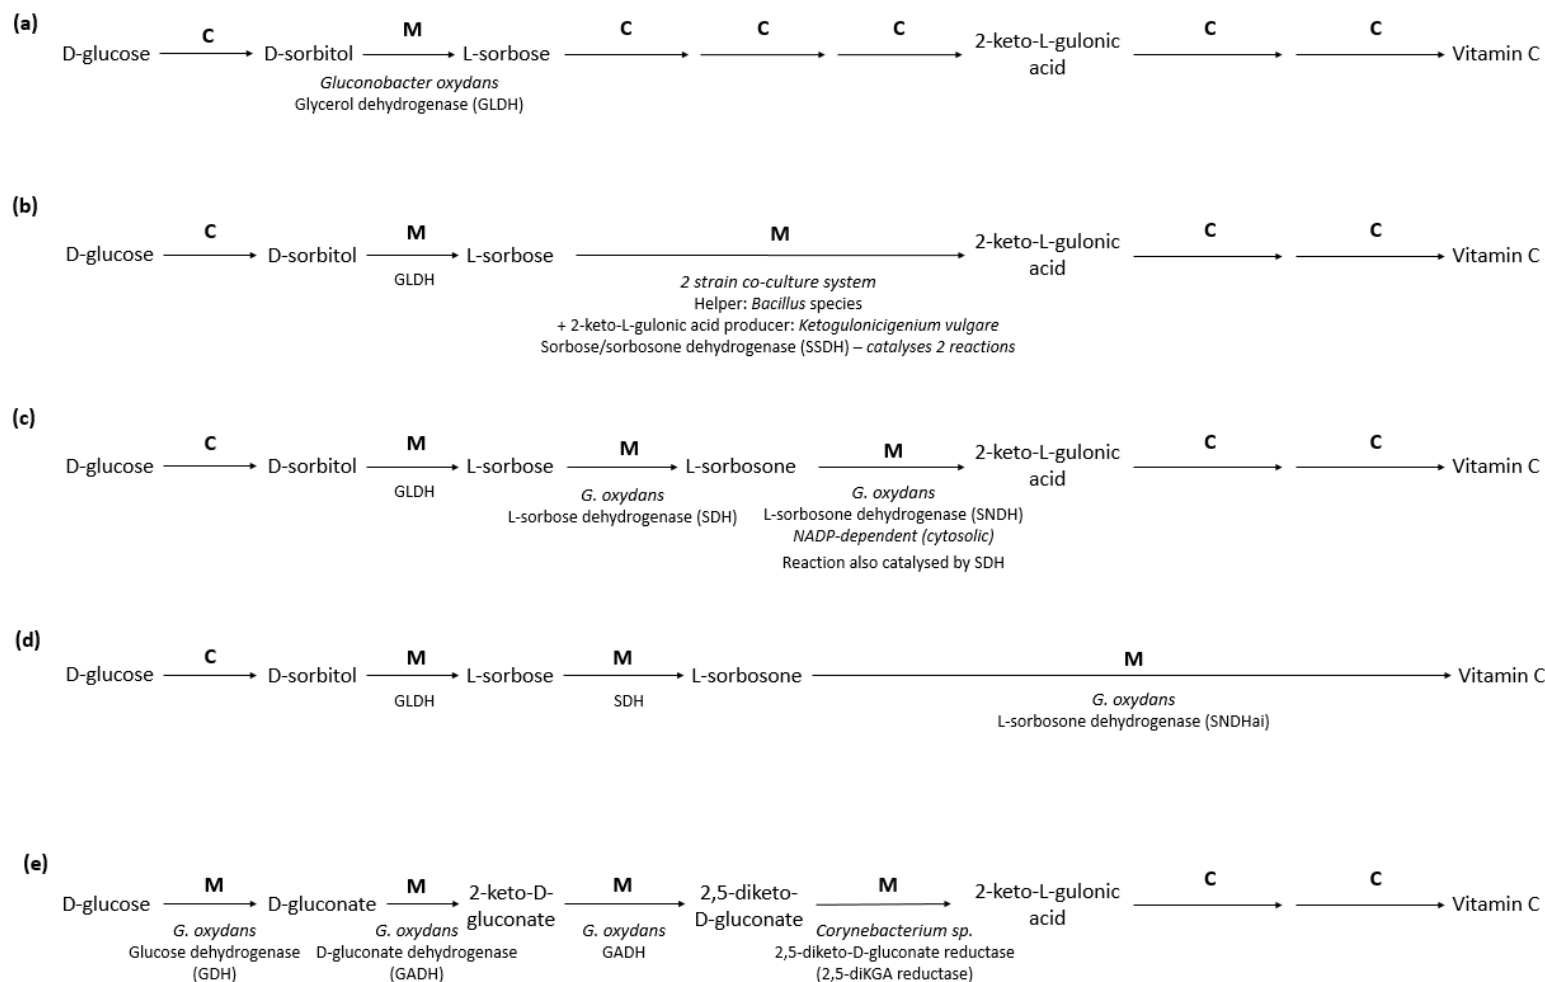 (a)
C M C C C C C
D-glucose D-sorbitol L-sorbose 2-keto-L-gulonic acid Vitamin C
Gluconobacter oxydans
Glycerol dehydrogenase (GLDH)
(b)
C M M C C
D-glucose D-sorbitol L-sorbose 2-keto-L-gulonic acid Vitamin C
GLDH
2 strain co-culture system
Helper: Bacillus species
+ 2-keto-L-gulonic acid producer: Ketogulonicigenium vulgare
Sorbose/sorbosone dehydrogenase (SSDH) – catalyses 2 reactions
(c)
C M M M C C
D-glucose D-sorbitol L-sorbose L-sorbosone 2-keto-L-gulonic acid Vitamin C
GLDH
G. oxydans
L-sorbose dehydrogenase (SDH)
G. oxydans
L-sorbosone dehydrogenase (SNDH)
NADP-dependent (cytosolic)
Reaction also catalysed by SDH
(d)
C M M M
D-glucose D-sorbitol L-sorbose L-sorbosone Vitamin C
GLDH SDH
G. oxydans
L-sorbosone dehydrogenase (SNDHai)
(e)
M M M M C C
D-glucose D-gluconate 2-keto-D-gluconate 2,5-diketo-D-gluconate 2-keto-L-gulonic acid Vitamin C
G. oxydans
Glucose dehydrogenase
(GDH)
G. oxydans
D-gluconate dehydrogenase
(GADH)
G. oxydans
GADH
Corynebacterium sp.
2,5-diketo-D-gluconate reductase
(2,5-diKGA reductase)